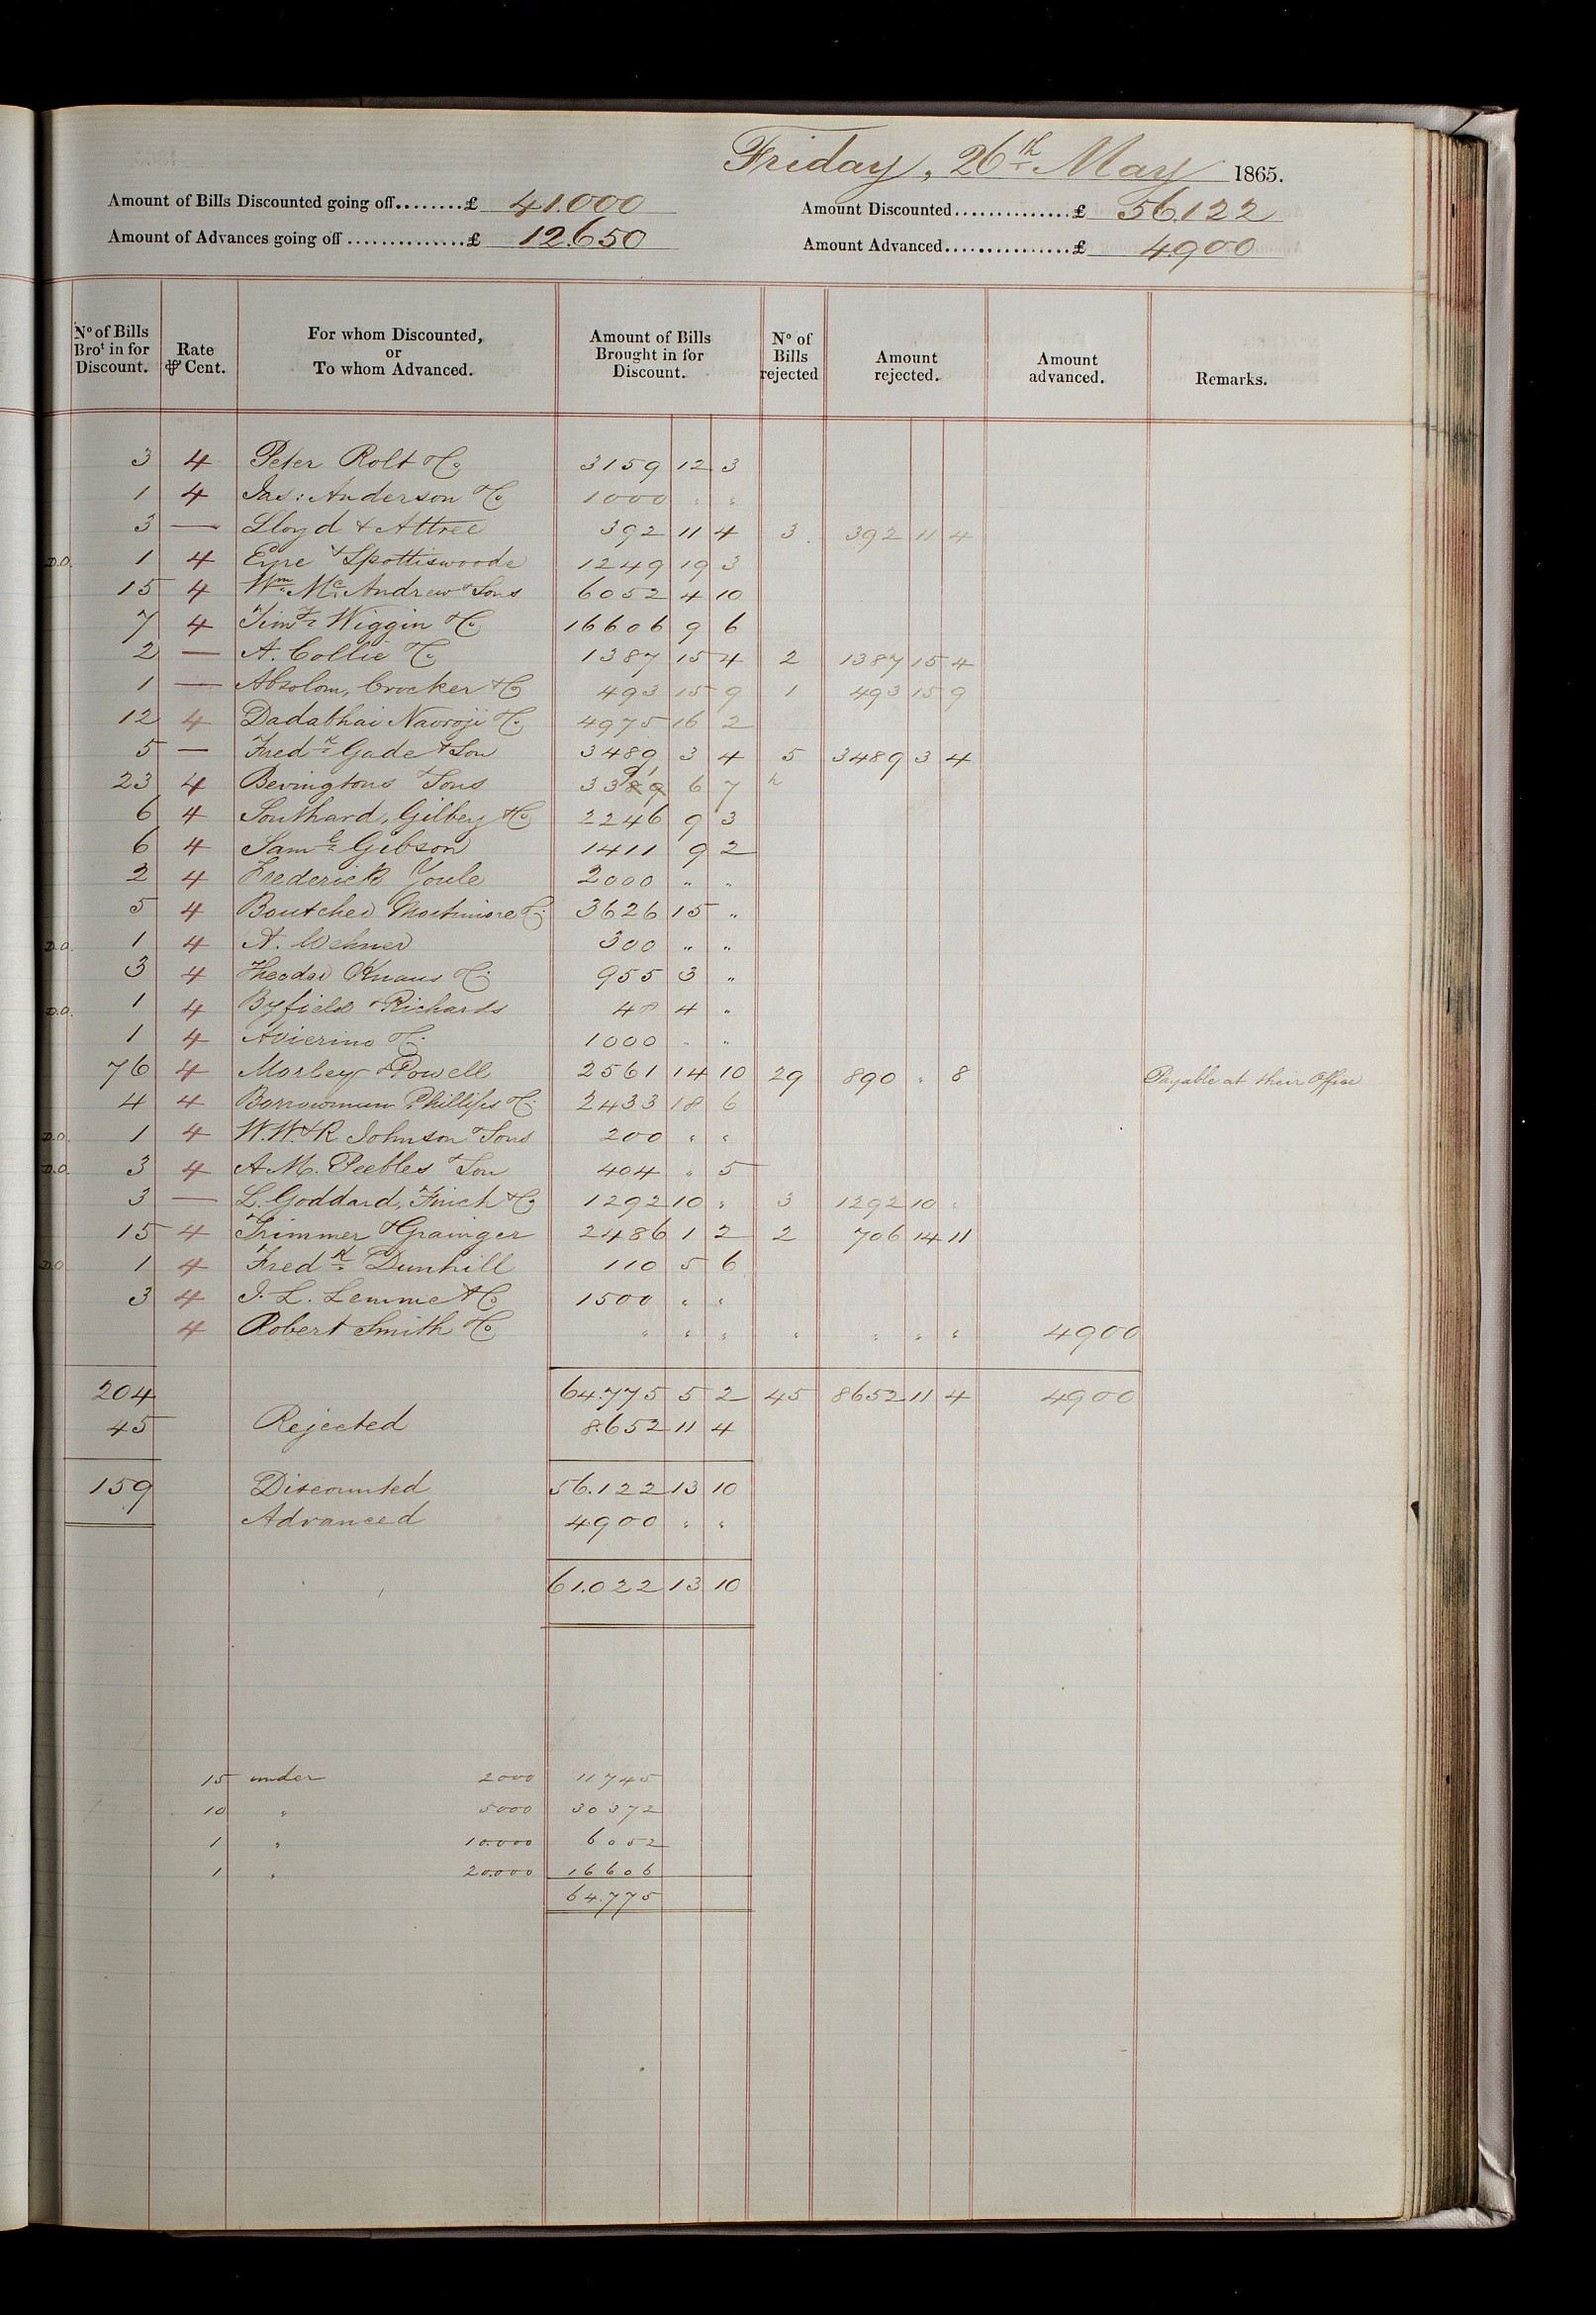 Friday, 26th May 1865.
Amount of Bills Discounted going off........£ 41.000
Amount Discounted..............£ 56.122
Amount of Advances going off..............£ 12.650
Amount Advanced................£ 4900
No of Bills Brot in for Discount. | Rate ⅌ Cent. | For whom Discounted, or To whom Advanced. | Amount of Bills Brought in for Discount. | No of Bills rejected | Amount rejected. | Amount advanced. | Remarks.
3 4 Peter Rolt & Co 3159 12 3
1 4 Jas: Anderson & Co 1000 " "
3 — Lloyd & Attree 392 11 4 3 392 11 4
D.O. 1 4 Eyre & Spottiswoode 1249 19 3
15 4 Wm McAndrew & Sons 6052 4 10
7 4 Timy Wiggin & Co 16606 9 6
2 — A. Collie & Co 1387 15 4 2 1387 15 4
1 — Absolom, Crocker & Co 493 15 9 1 493 15 9
12 4 Dadabhai Naoroji & Co 4975 16 2
5 — Fredk Gade & Son 3489 3 4 5 3489 3 4
23 4 Bevingtons & Sons 3391 6 7
6 4 Southard, Gilbey & Co 2246 9 3
6 4 Saml Gibson 1411 9 2
2 4 Frederick Youle 2000 " "
5 4 Boutcher Mortimore & Co 3626 15 "
D.O. 1 4 A. Wehner 300 " "
3 4 Theodor Knaus & Co 955 3 "
D.O. 1 4 Byfield & Richards 48 4 "
1 4 Avierino & Co 1000 " "
76 4 Morley & Powell 2561 14 10 29 890 " 8 Payable at their Office
4 4 Borrowman Phillips & Co 2433 18 6
D.O. 1 4 W. W & R Johnson & Sons 200 " "
D.O. 3 4 A. M. Peebles & Son 404 " 5
3 — L. Goddard, Finch & Co 1292 10 " 3 1292 10 "
15 4 Trimmer & Grainger 2486 1 2 2 706 14 11
D.O 1 4 Fredk Dunhill 110 5 6
3 4 J. L. Lemme & Co 1500 " "
4 Robert Smith & Co " " " " " " " 4900
204 64.775 5 2 45 8652 11 4 4900
45 Rejected 8.652 11 4
159 Discounted 56.122 13 10
Advanced 4900 " "
61.022 13 10
15 under 2000 11745
10 " 5000 30372
1 " 10.000 6052
1 " 20.000 16606
64.775